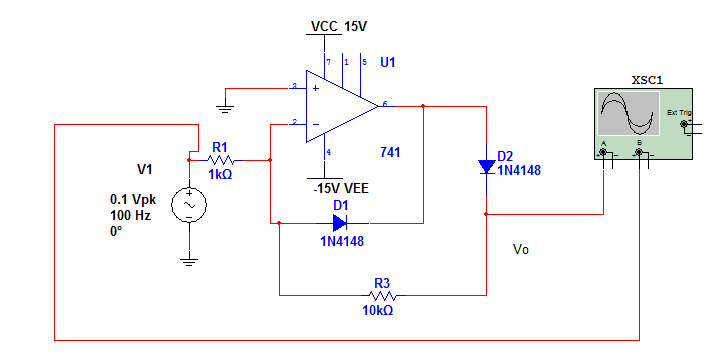 VCC 15V
XSC1
7 1 5
U1
3
+
Ext Trig
+
−
6
2
−
A
B
+ − + −
R1
1kΩ
4
741
D2
1N4148
V1
-15V VEE
0.1 Vpk
100 Hz
0°
+
−
D1
1N4148
Vo
R3
10kΩ